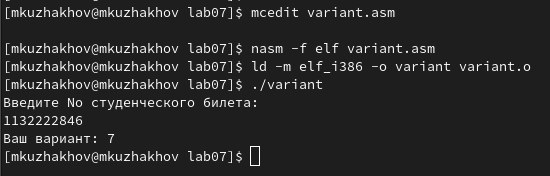 [mkuzhakhov@mkuzhakhov lab07]$ mcedit variant.asm
[mkuzhakhov@mkuzhakhov lab07]$ nasm -f elf variant.asm
[mkuzhakhov@mkuzhakhov lab07]$ ld -m elf_i386 -o variant variant.o
[mkuzhakhov@mkuzhakhov lab07]$ ./variant
Введите No студенческого билета:
1132222846
Ваш вариант: 7
[mkuzhakhov@mkuzhakhov lab07]$